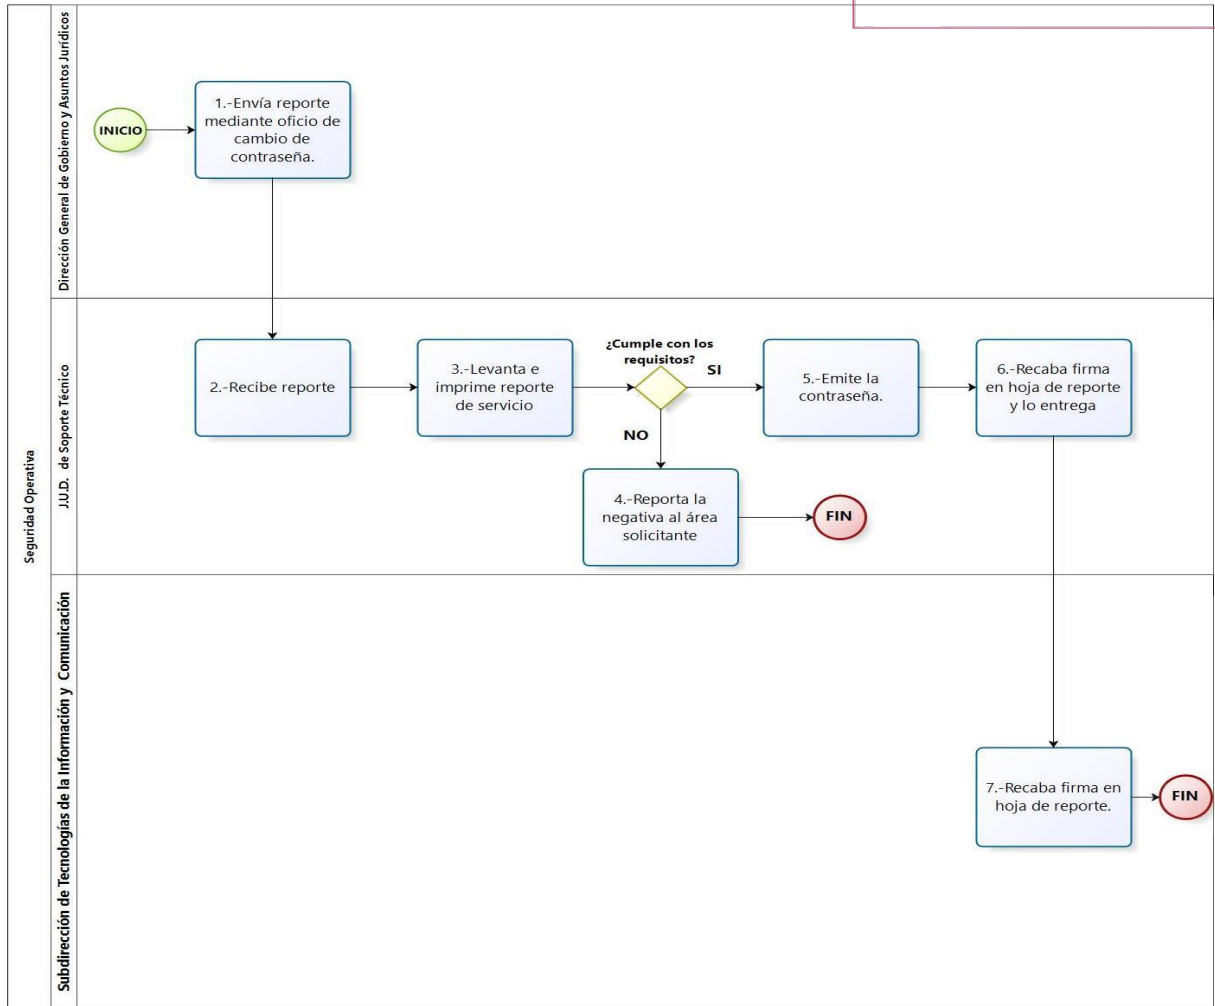 Seguridad Operativa
Dirección General de Gobierno y Asuntos Jurídicos
INICIO
1.-Envía reporte
mediante oficio de
cambio de
contraseña.
J.U.D. de Soporte Técnico
2.-Recibe reporte
3.-Levanta e
imprime reporte
de servicio
¿Cumple con los
requisitos?
SI
NO
5.-Emite la
contraseña.
6.-Recaba firma
en hoja de reporte
y lo entrega
4.-Reporta la
negativa al área
solicitante
FIN
Subdirección de Tecnologías de la Información y Comunicación
7.-Recaba firma en
hoja de reporte.
FIN